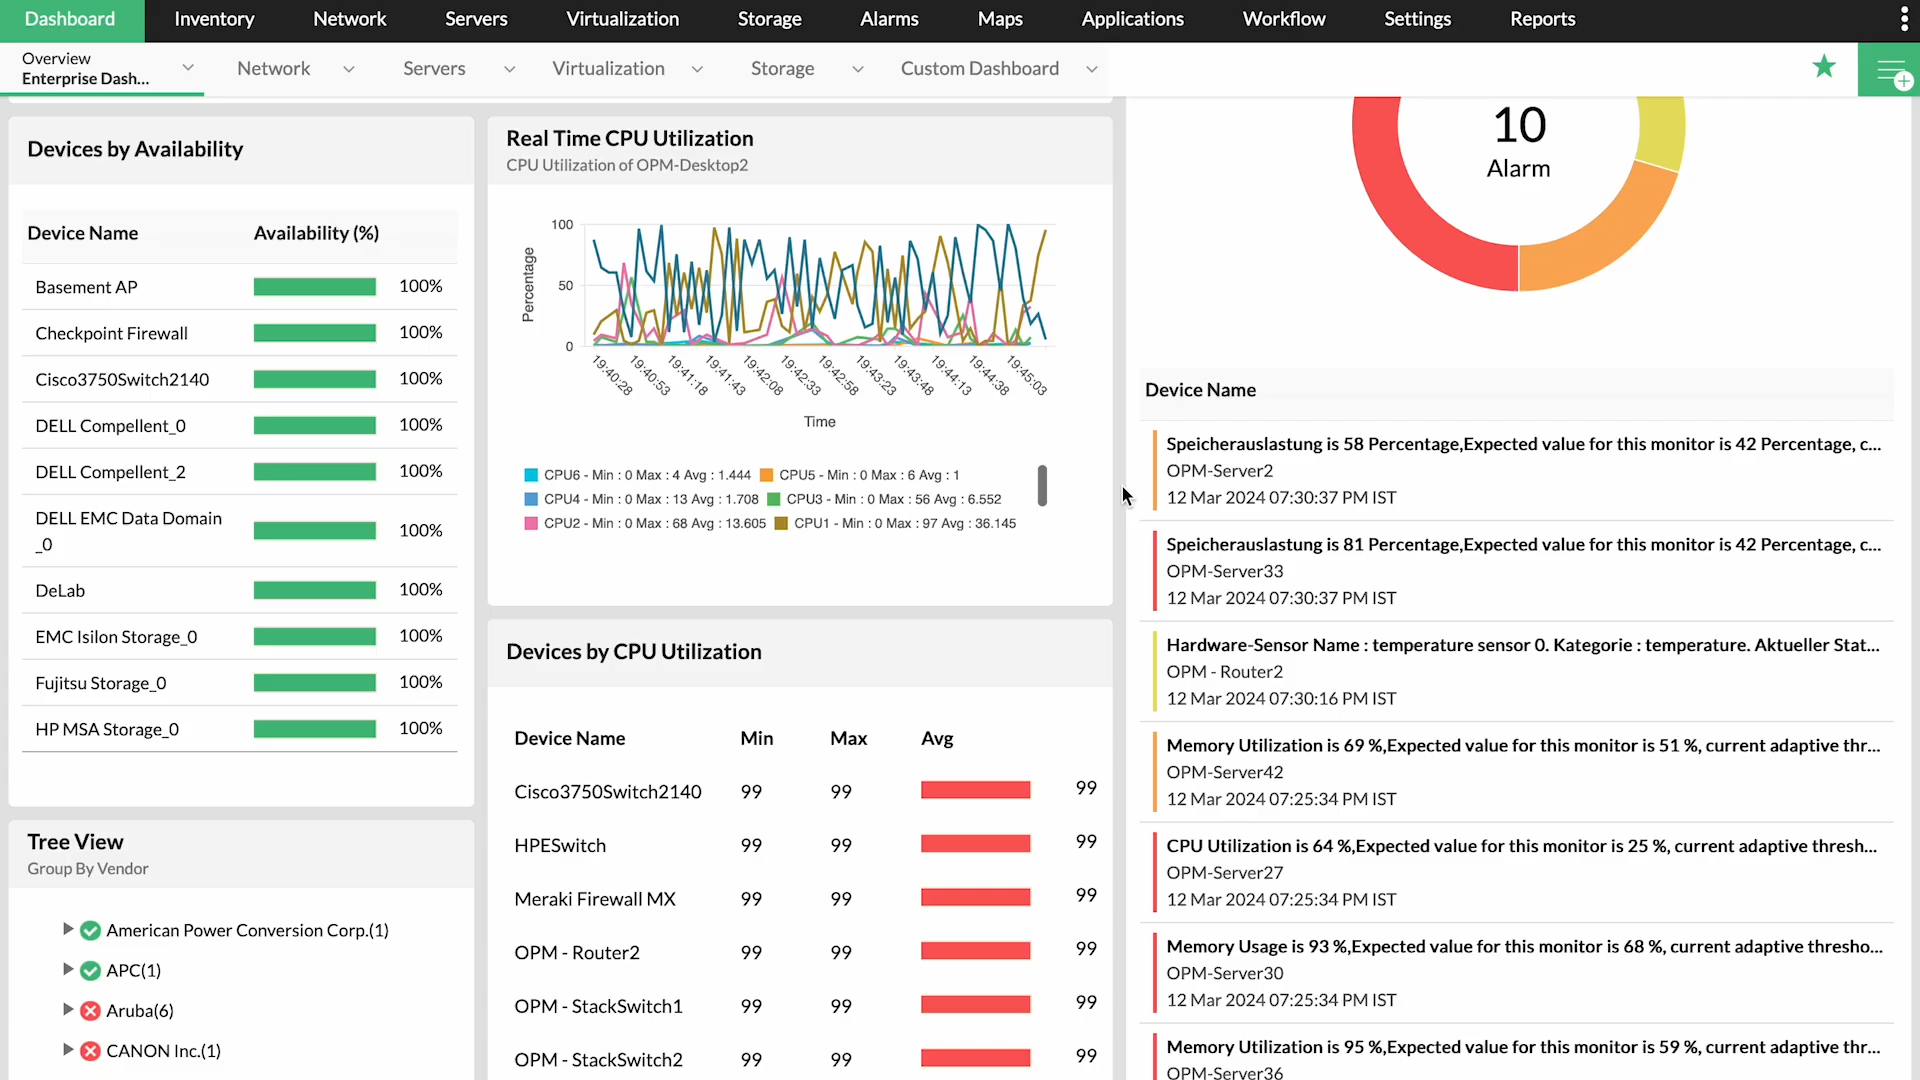 Dashboard Inventory Network Servers Virtualization Storage Alarms Maps Applications Workflow Settings Reports
Overview
Enterprise Dash...
Network Servers Virtualization Storage Custom Dashboard
Devices by Availability
Device Name Availability (%)
Basement AP 100%
Checkpoint Firewall 100%
Cisco3750Switch2140 100%
DELL Compellent_0 100%
DELL Compellent_2 100%
DELL EMC Data Domain
_0 100%
DeLab 100%
EMC Isilon Storage_0 100%
Fujitsu Storage_0 100%
HP MSA Storage_0 100%
Tree View
Group By Vendor
American Power Conversion Corp.(1)
APC(1)
Aruba(6)
CANON Inc.(1)
Real Time CPU Utilization
CPU Utilization of OPM-Desktop2
Percentage
100
50
0
19:40:28 19:40:53 19:41:18 19:41:43 19:42:08 19:42:33 19:42:58 19:43:23 19:43:48 19:44:13 19:44:38 19:45:03
Time
CPU6 - Min : 0 Max : 4 Avg : 1.444 CPU5 - Min : 0 Max : 6 Avg : 1
CPU4 - Min : 0 Max : 13 Avg : 1.708 CPU3 - Min : 0 Max : 56 Avg : 6.552
CPU2 - Min : 0 Max : 68 Avg : 13.605 CPU1 - Min : 0 Max : 97 Avg : 36.145
Devices by CPU Utilization
Device Name Min Max Avg
Cisco3750Switch2140 99 99 99
HPESwitch 99 99 99
Meraki Firewall MX 99 99 99
OPM - Router2 99 99 99
OPM - StackSwitch1 99 99 99
OPM - StackSwitch2 99 99 99
10
Alarm
Device Name
Speicherauslastung is 58 Percentage,Expected value for this monitor is 42 Percentage, c...
OPM-Server2
12 Mar 2024 07:30:37 PM IST
Speicherauslastung is 81 Percentage,Expected value for this monitor is 42 Percentage, c...
OPM-Server33
12 Mar 2024 07:30:37 PM IST
Hardware-Sensor Name : temperature sensor 0. Kategorie : temperature. Aktueller Stat...
OPM - Router2
12 Mar 2024 07:30:16 PM IST
Memory Utilization is 69 %,Expected value for this monitor is 51 %, current adaptive thr...
OPM-Server42
12 Mar 2024 07:25:34 PM IST
CPU Utilization is 64 %,Expected value for this monitor is 25 %, current adaptive thresh...
OPM-Server27
12 Mar 2024 07:25:34 PM IST
Memory Usage is 93 %,Expected value for this monitor is 68 %, current adaptive thresho...
OPM-Server30
12 Mar 2024 07:25:34 PM IST
Memory Utilization is 95 %,Expected value for this monitor is 59 %, current adaptive thr...
OPM-Server36